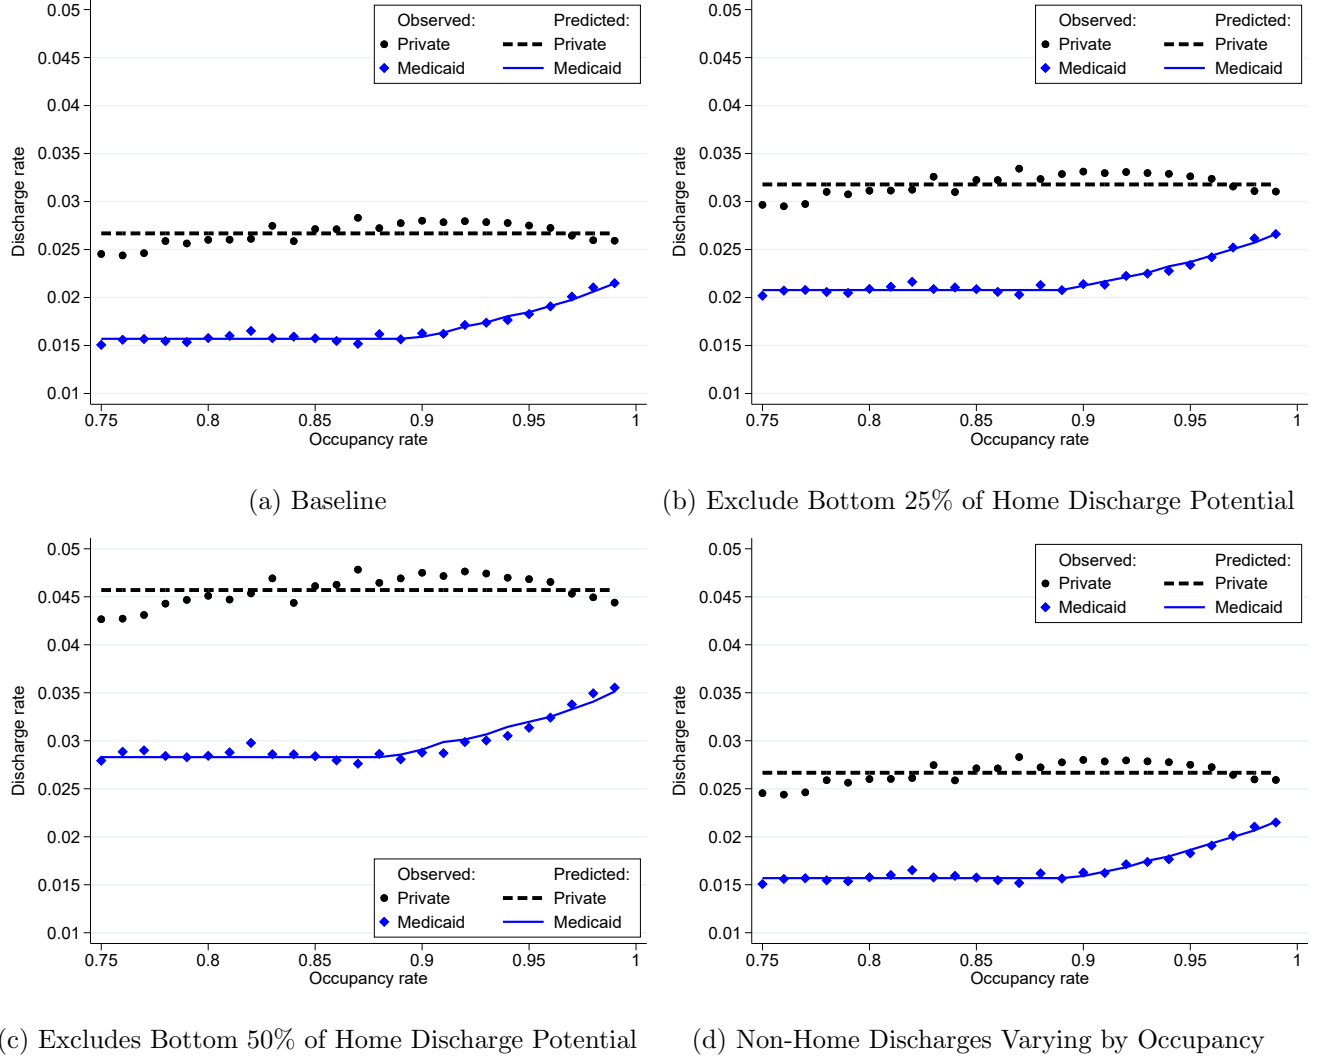 0.05
0.045
0.04
0.035
0.03
0.025
0.02
0.015
0.01
Discharge rate
0.75 0.8 0.85 0.9 0.95 1
Occupancy rate
Observed: Predicted:
Private Private
Medicaid Medicaid
(a) Baseline
0.05
0.045
0.04
0.035
0.03
0.025
0.02
0.015
0.01
Discharge rate
0.75 0.8 0.85 0.9 0.95 1
Occupancy rate
Observed: Predicted:
Private Private
Medicaid Medicaid
(b) Exclude Bottom 25% of Home Discharge Potential
0.05
0.045
0.04
0.035
0.03
0.025
0.02
0.015
0.01
Discharge rate
0.75 0.8 0.85 0.9 0.95 1
Occupancy rate
Observed: Predicted:
Private Private
Medicaid Medicaid
(c) Excludes Bottom 50% of Home Discharge Potential
0.05
0.045
0.04
0.035
0.03
0.025
0.02
0.015
0.01
Discharge rate
0.75 0.8 0.85 0.9 0.95 1
Occupancy rate
Observed: Predicted:
Private Private
Medicaid Medicaid
(d) Non-Home Discharges Varying by Occupancy